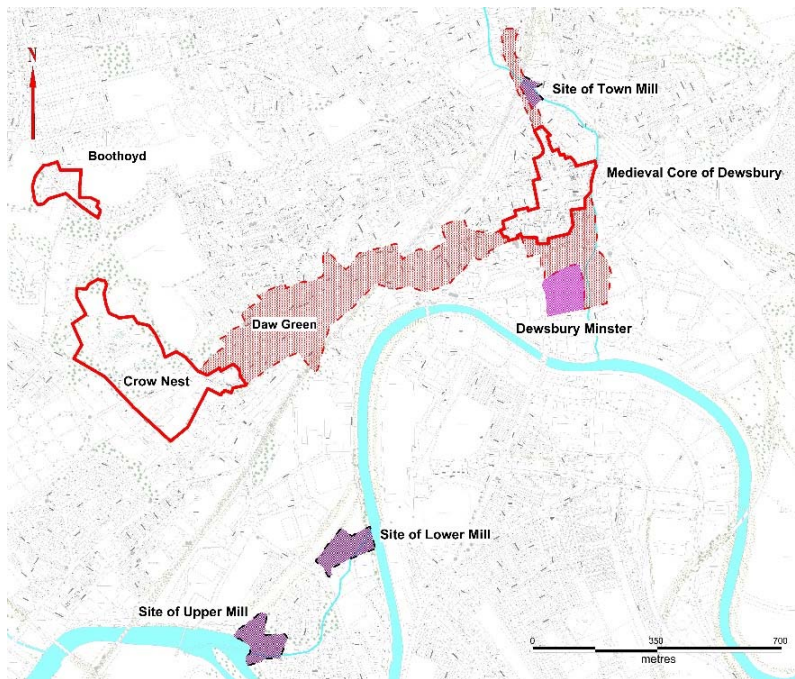 N
Site of Town Mill
Boothoyd
Medieval Core of Dewsbury
Daw Green
Dewsbury Minster
Crow Nest
Site of Lower Mill
Site of Upper Mill
0 350 700
metres